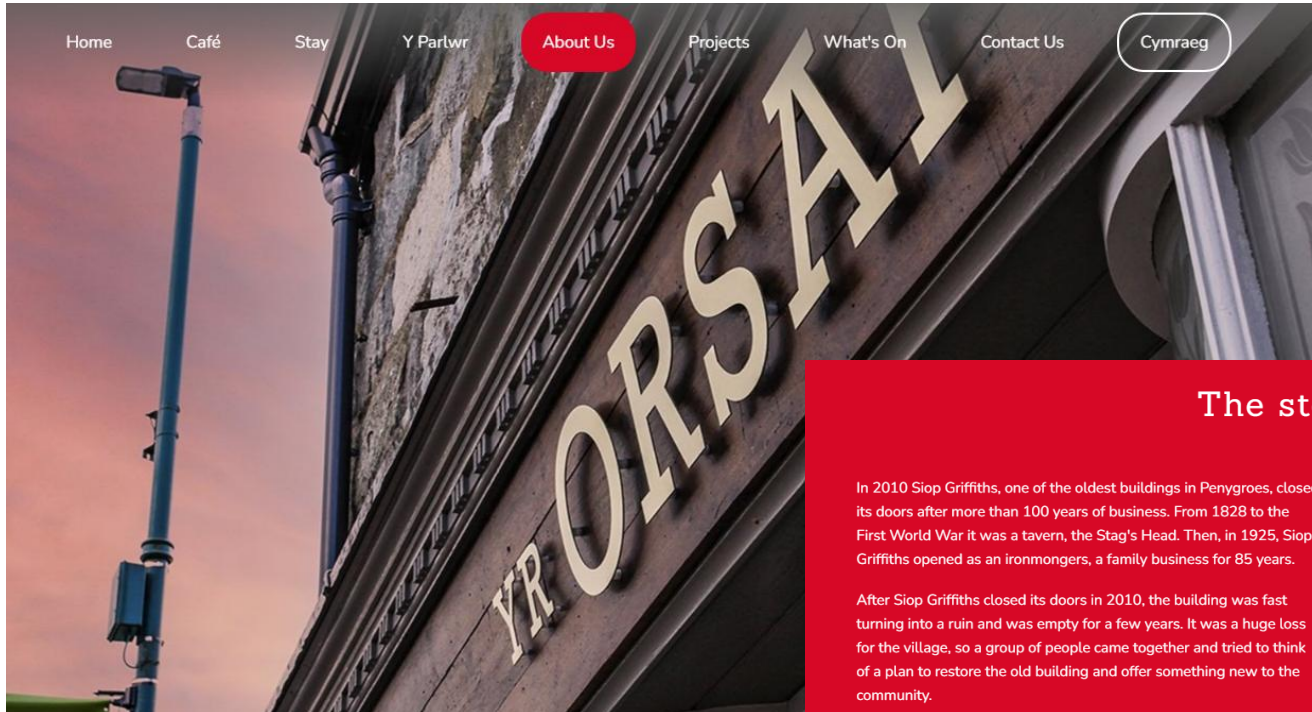 Home Café Stay Y Parlwr About Us Projects What's On Contact Us Cymraeg
YR ORSAF
The st
In 2010 Siop Griffiths, one of the oldest buildings in Penygroes, closed
its doors after more than 100 years of business. From 1828 to the
First World War it was a tavern, the Stag's Head. Then, in 1925, Siop
Griffiths opened as an ironmongers, a family business for 85 years.
After Siop Griffiths closed its doors in 2010, the building was fast
turning into a ruin and was empty for a few years. It was a huge loss
for the village, so a group of people came together and tried to think
of a plan to restore the old building and offer something new to the
community.